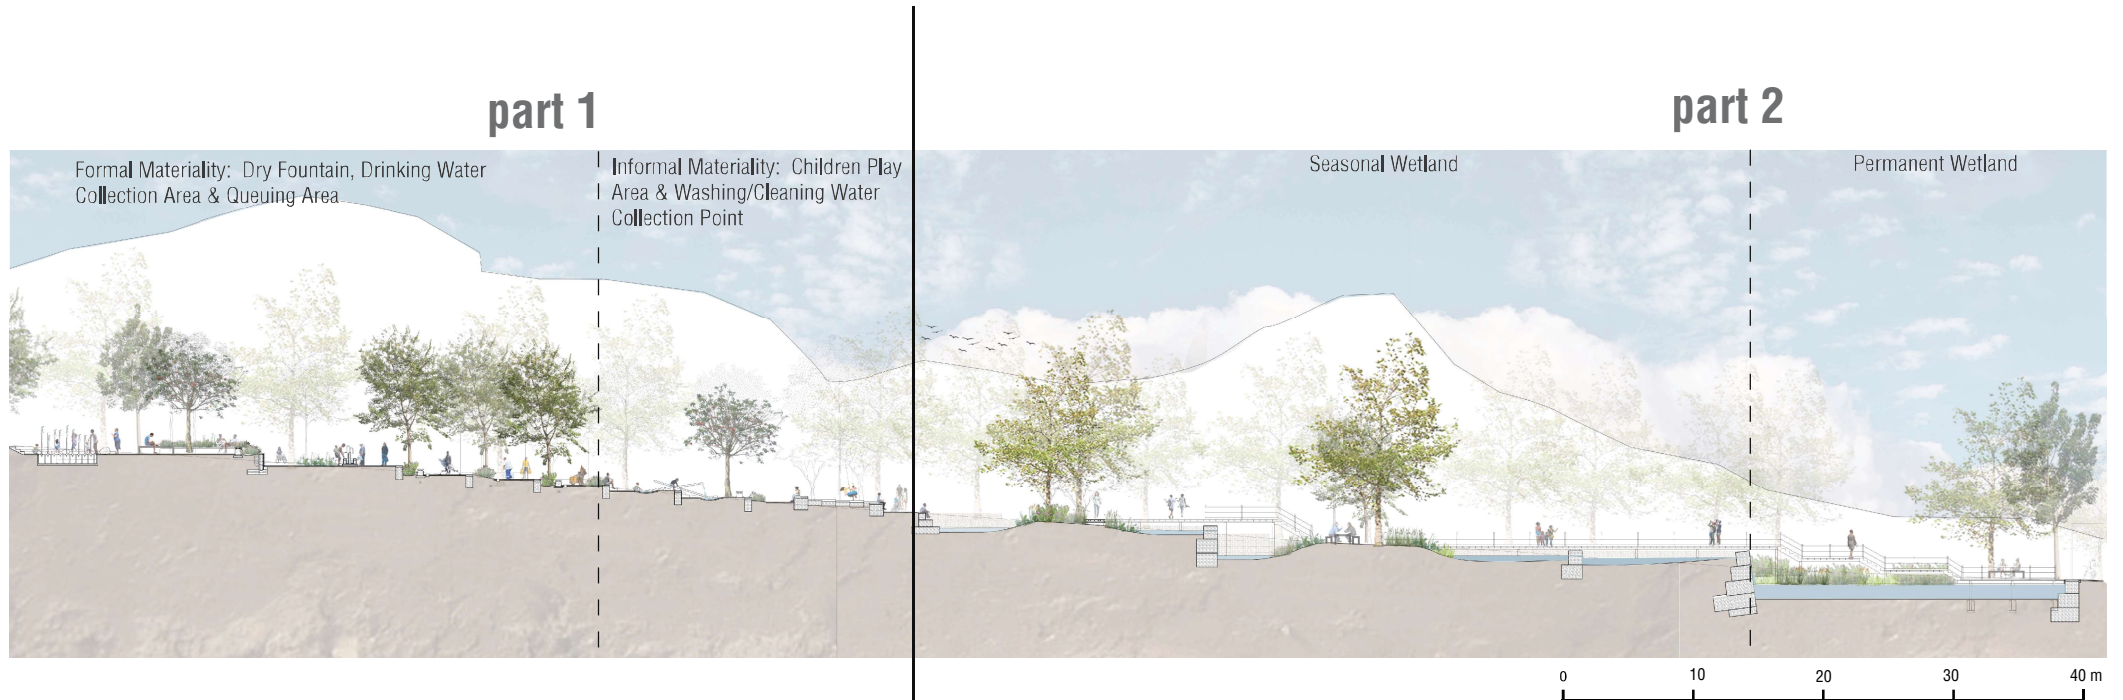 part 1
part 2
Formal Materiality: Dry Fountain, Drinking Water
Collection Area & Queuing Area
Informal Materiality: Children Play
Area & Washing/Cleaning Water
Collection Point
Seasonal Wetland
Permanent Wetland
0 10 20 30 40 m